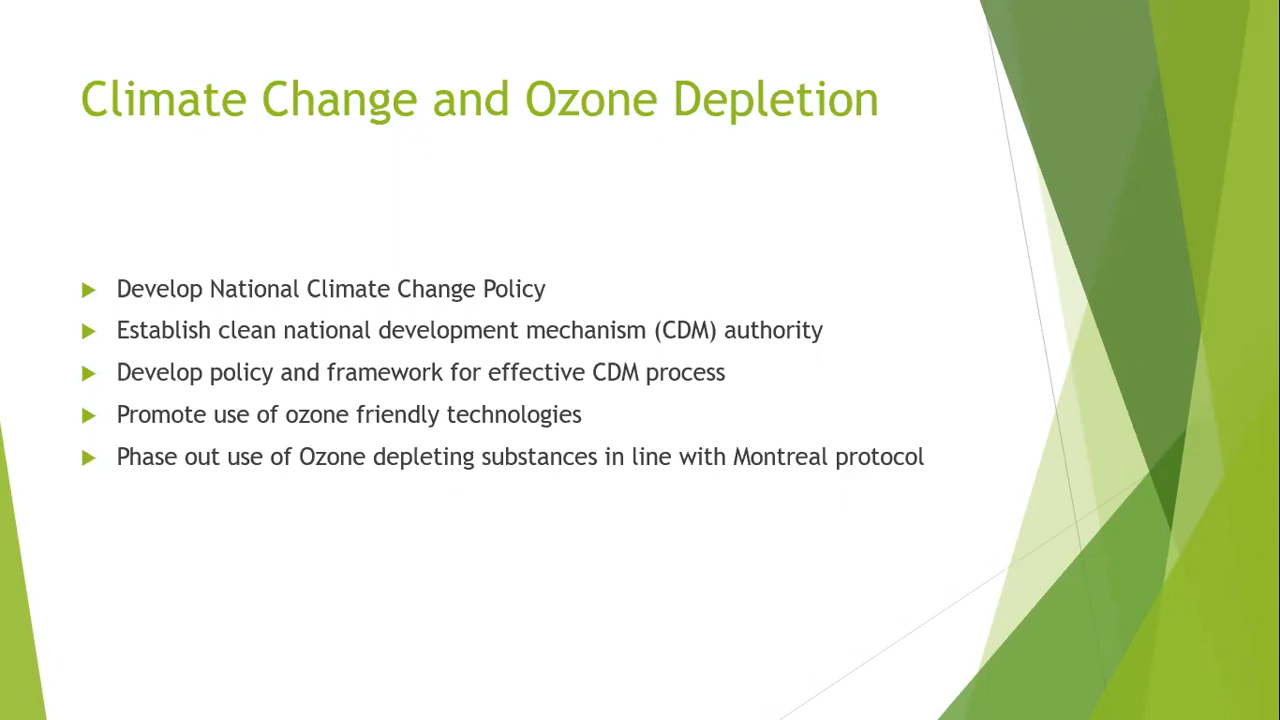 Climate Change and Ozone Depletion
Develop National Climate Change Policy
Establish clean national development mechanism (CDM) authority
Develop policy and framework for effective CDM process
Promote use of ozone friendly technologies
Phase out use of Ozone depleting substances in line with Montreal protocol